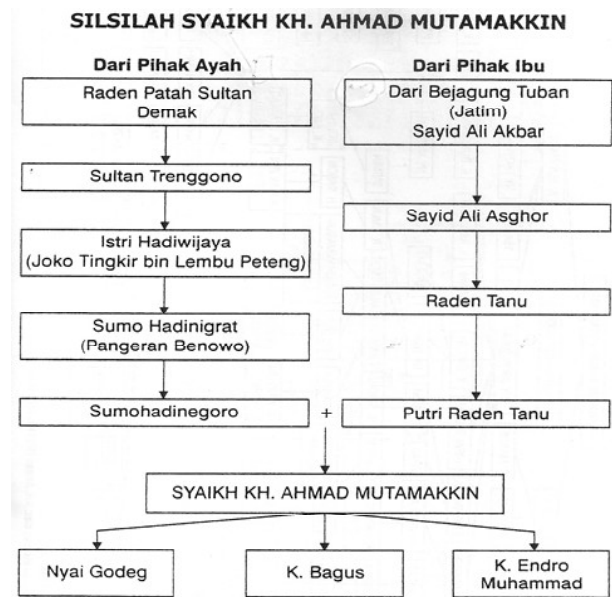 SILSILAH SYAIKH KH. AHMAD MUTAMAKKIN
Dari Pihak Ayah
Raden Patah Sultan
Demak
Sultan Trenggono
Istri Hadiwijaya
(Joko Tingkir bin Lembu Peteng)
Sumo Hadinigrat
(Pangeran Benowo)
Sumohadinegoro
+
Dari Pihak Ibu
Dari Bejagung Tuban
(Jatim)
Sayid Ali Akbar
Sayid Ali Asghor
Raden Tanu
Putri Raden Tanu
SYAIKH KH. AHMAD MUTAMAKKIN
Nyai Godeg
K. Bagus
K. Endro
Muhammad